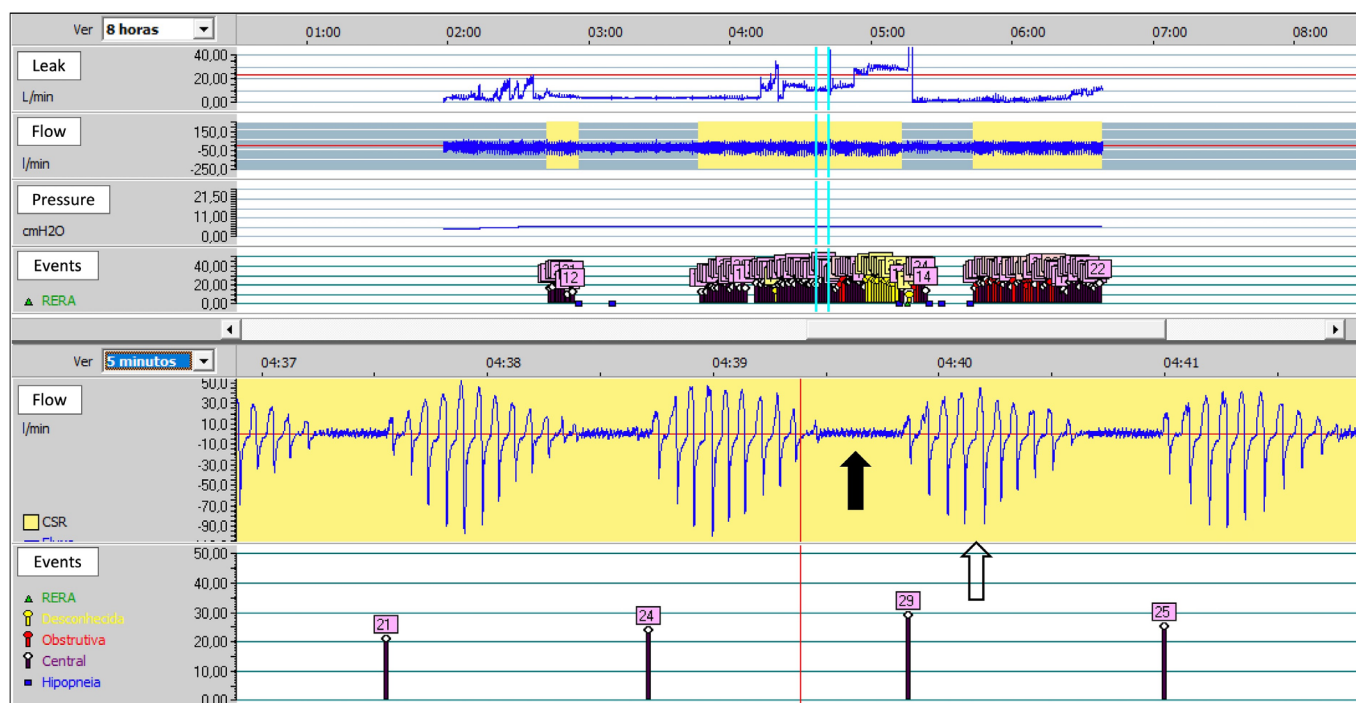 Ver 8 horas
01:00 02:00 03:00 04:00 05:00 06:00 07:00 08:00
Leak
L/min
40,00
20,00
0,00
Flow
l/min
150,0
-50,0
-250,0
Pressure
cmH2O
21,50
11,00
0,00
Events
RERA
40,00
20,00
0,00
12
14
22
Ver 5 minutos
04:37 04:38 04:39 04:40 04:41
Flow
l/min
50,0
30,0
10,0
-10,0
-30,0
-50,0
-70,0
-90,0
CSR
Events
50,00
40,00
30,00
20,00
10,00
0,00
RERA
Desconhecida
Obstrutiva
Central
Hipopneia
21
24
29
25